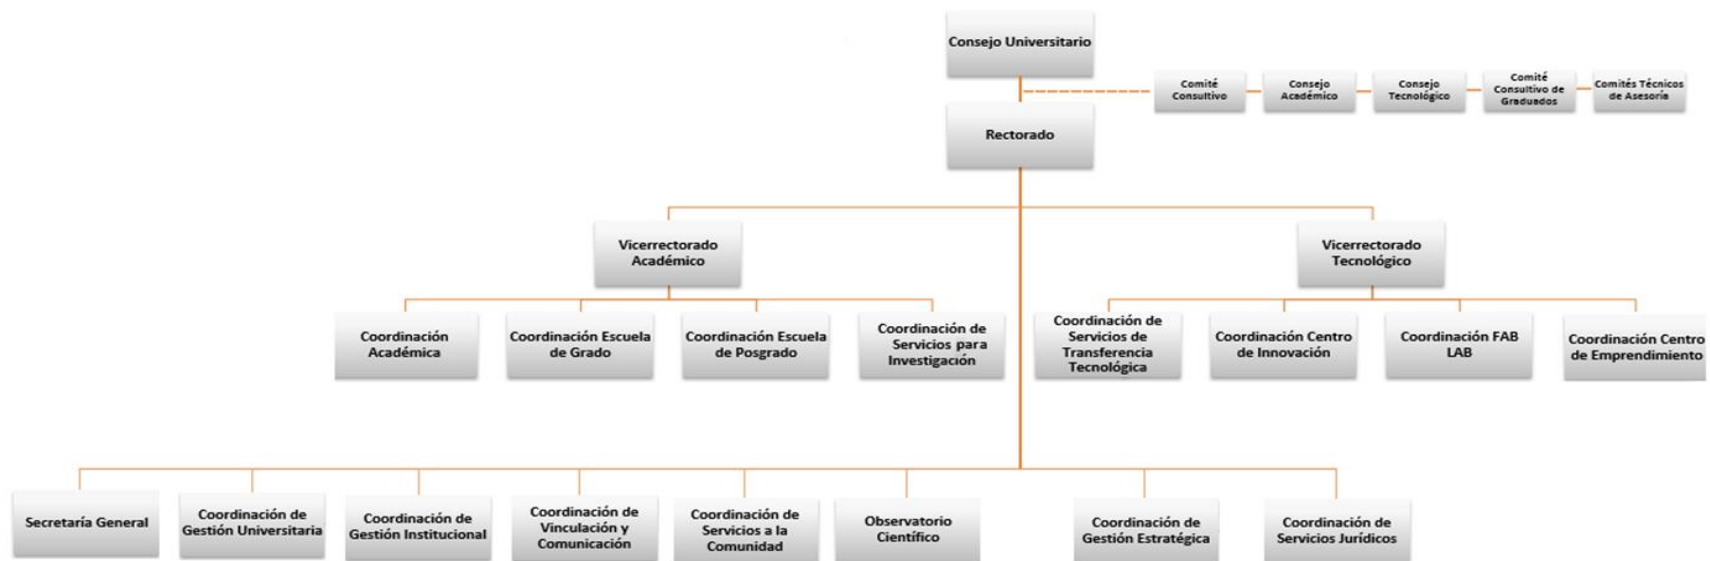 Consejo Universitario
Comité
Consultivo
Consejo
Académico
Consejo
Tecnológico
Comité
Consultivo de
Graduados
Comités Técnicos
de Asesoría
Rectorado
Vicerrectorado
Académico
Vicerrectorado
Tecnológico
Coordinación
Académica
Coordinación Escuela
de Grado
Coordinación Escuela
de Posgrado
Coordinación de
Servicios para
Investigación
Coordinación de
Servicios de
Transferencia
Tecnológica
Coordinación Centro
de Innovación
Coordinación FAB
LAB
Coordinación Centro
de Emprendimiento
Secretaría General
Coordinación de
Gestión Universitaria
Coordinación de
Gestión Institucional
Coordinación de
Vinculación y
Comunicación
Coordinación de
Servicios a la
Comunidad
Observatorio
Científico
Coordinación de
Gestión Estratégica
Coordinación de
Servicios Jurídicos